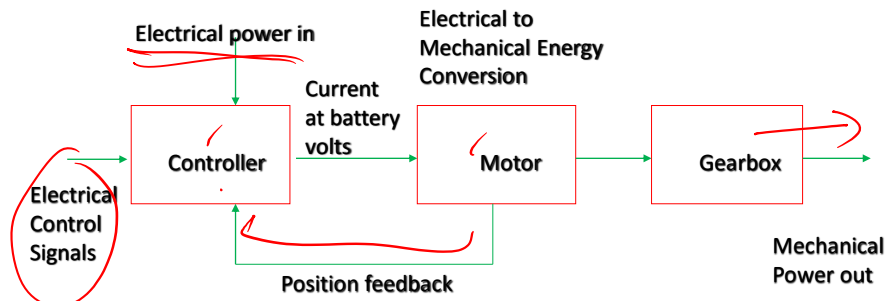 Electrical power in
Electrical to
Mechanical Energy
Conversion
Current
at battery
volts
Controller
Motor
Gearbox
Electrical
Control
Signals
Position feedback
Mechanical
Power out